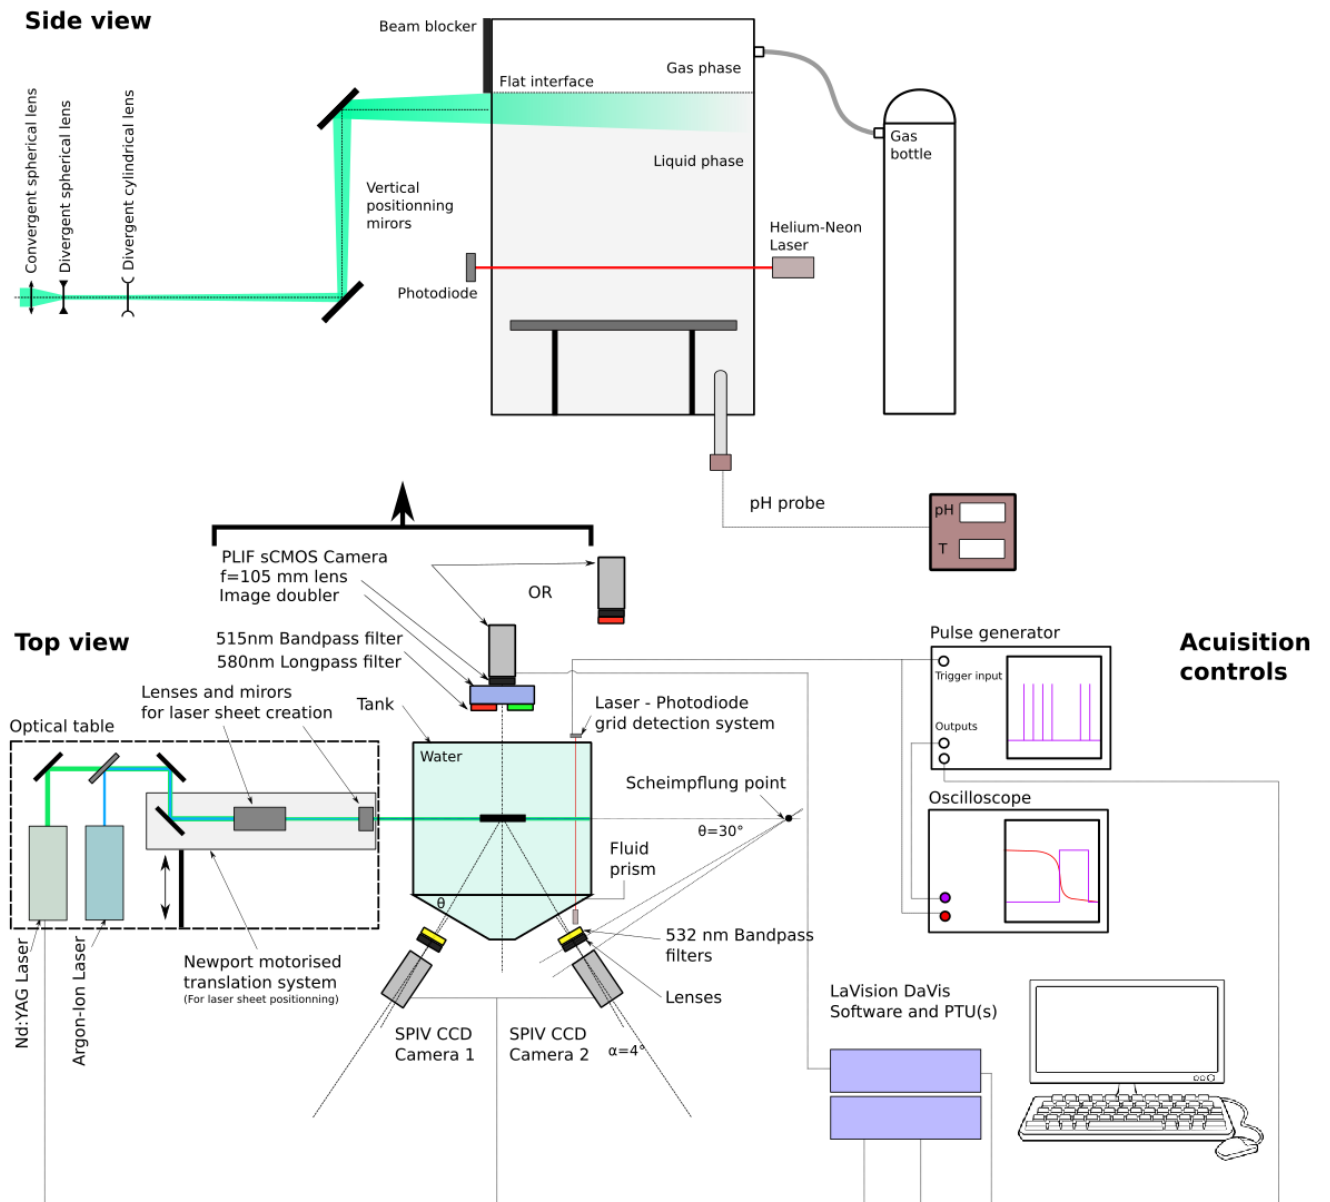 Side view
Beam blocker
Gas phase
Flat interface
Convergent spherical lens
Divergent spherical lens
Divergent cylindrical lens
Gas
bottle
Liquid phase
Vertical
positionning
mirors
Helium-Neon
Laser
Photodiode
pH probe
pH
T
PLIF sCMOS Camera
f=105 mm lens
Image doubler
OR
Top view
515nm Bandpass filter
580nm Longpass filter
Pulse generator
Acuisition
controls
Trigger input
Outputs
Lenses and mirors
for laser sheet creation
Tank
Laser - Photodiode
grid detection system
Optical table
Water
Scheimpflung point
θ=30°
Oscilloscope
Fluid
prism
θ
532 nm Bandpass
filters
Nd:YAG Laser
Argon-Ion Laser
Newport motorised
translation system
(For laser sheet positionning)
Lenses
LaVision DaVis
Software and PTU(s)
SPIV CCD
Camera 1
SPIV CCD
Camera 2
α=4°